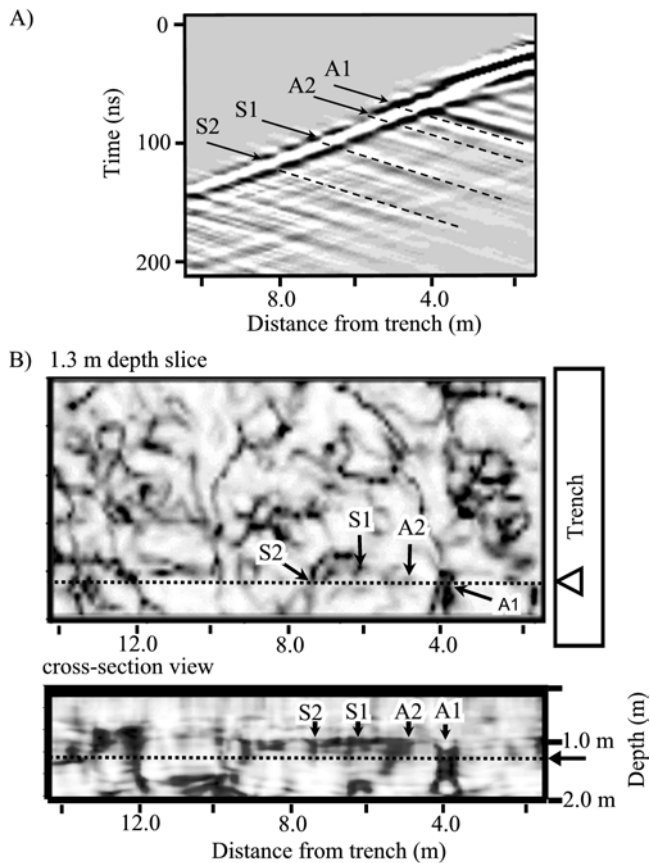 A)
0
Time (ns)
100
200
A1
A2
S1
S2
8.0 4.0
Distance from trench (m)
B) 1.3 m depth slice
S2 S1 A2
A1
Trench
12.0 8.0 4.0
cross-section view
S2 S1 A2 A1
1.0 m
2.0 m
Depth (m)
12.0 8.0 4.0
Distance from trench (m)